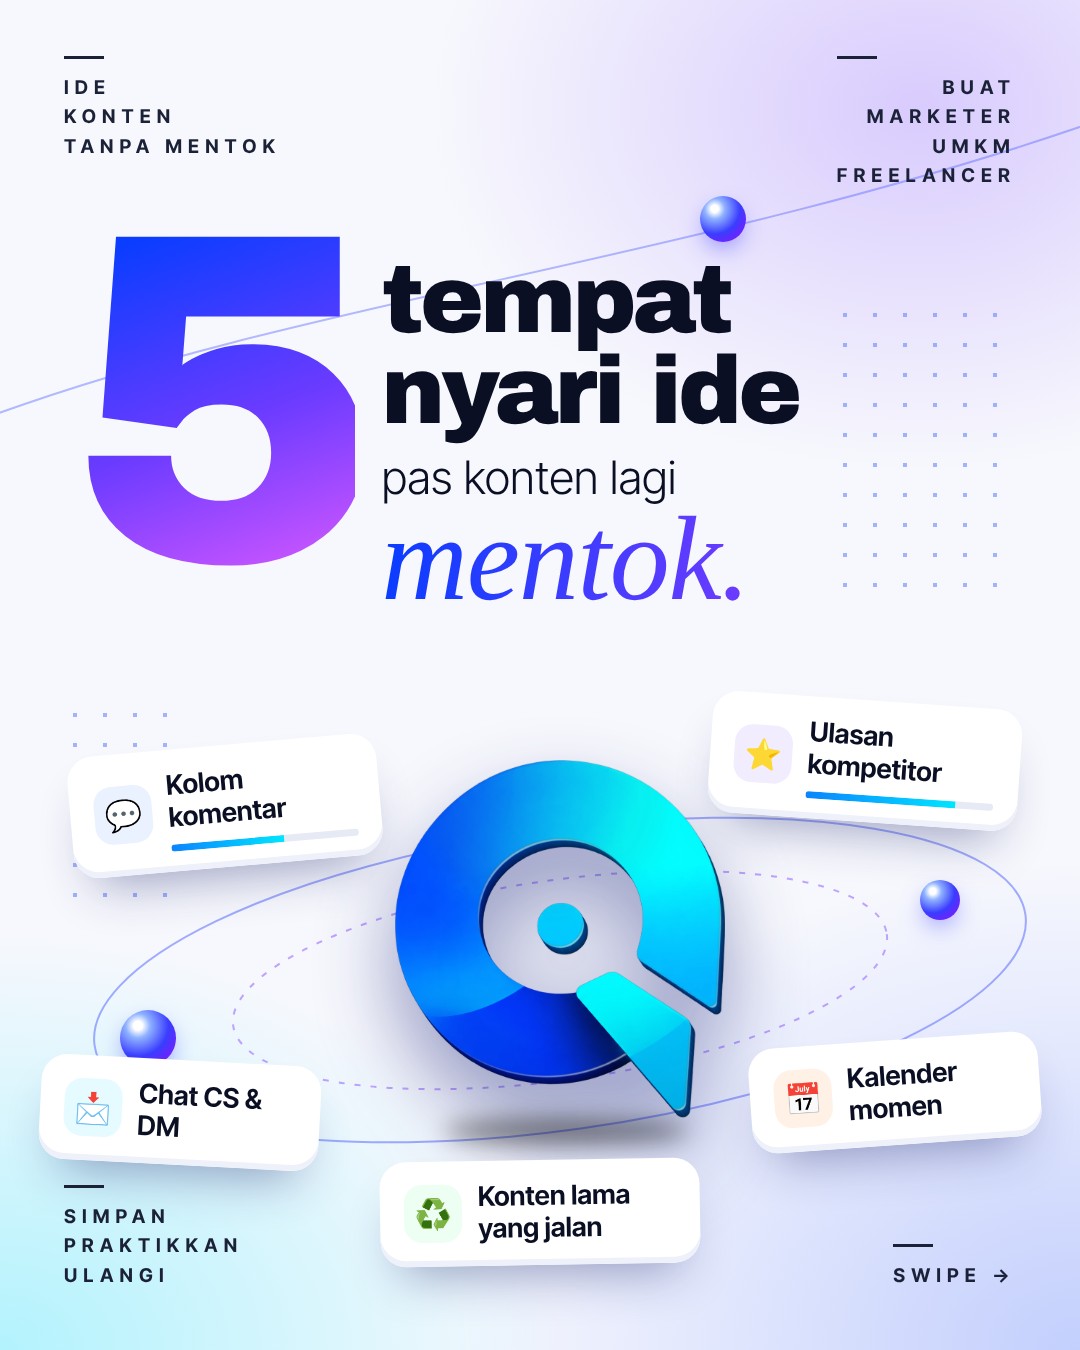 IDE
KONTEN
TANPA MENTOK
BUAT
MARKETER
UMKM
FREELANCER
5
tempat
nyari ide
pas konten lagi
mentok.
Kolom
komentar
Ulasan
kompetitor
Chat CS &
DM
July
17
Kalender
momen
Konten lama
yang jalan
SIMPAN
PRAKTIKKAN
ULANGI
SWIPE →